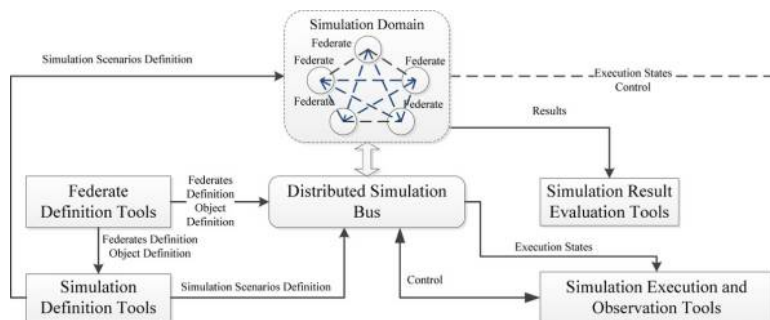 Simulation Domain
Federate
Federate
Federate
Federate
Federate
Simulation Scenarios Definition
Execution States
Control
Results
Federate
Definition Tools
Federates
Definition
Object
Definition
Distributed Simulation
Bus
Simulation Result
Evaluation Tools
Federates Definition
Object Definition
Execution States
Simulation
Definition Tools
Simulation Scenarios Definition
Control
Simulation Execution and
Observation Tools